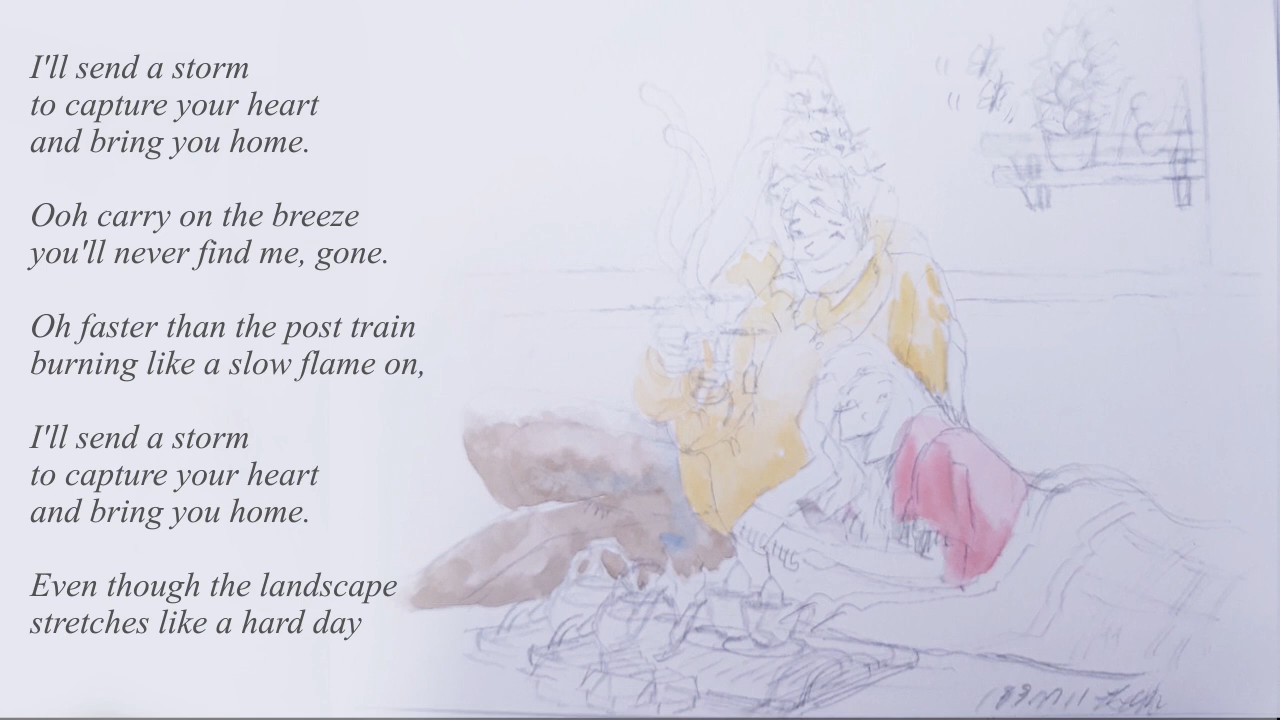 I'll send a storm
to capture your heart
and bring you home.
Ooh carry on the breeze
you'll never find me, gone.
Oh faster than the post train
burning like a slow flame on,
I'll send a storm
to capture your heart
and bring you home.
Even though the landscape
stretches like a hard day